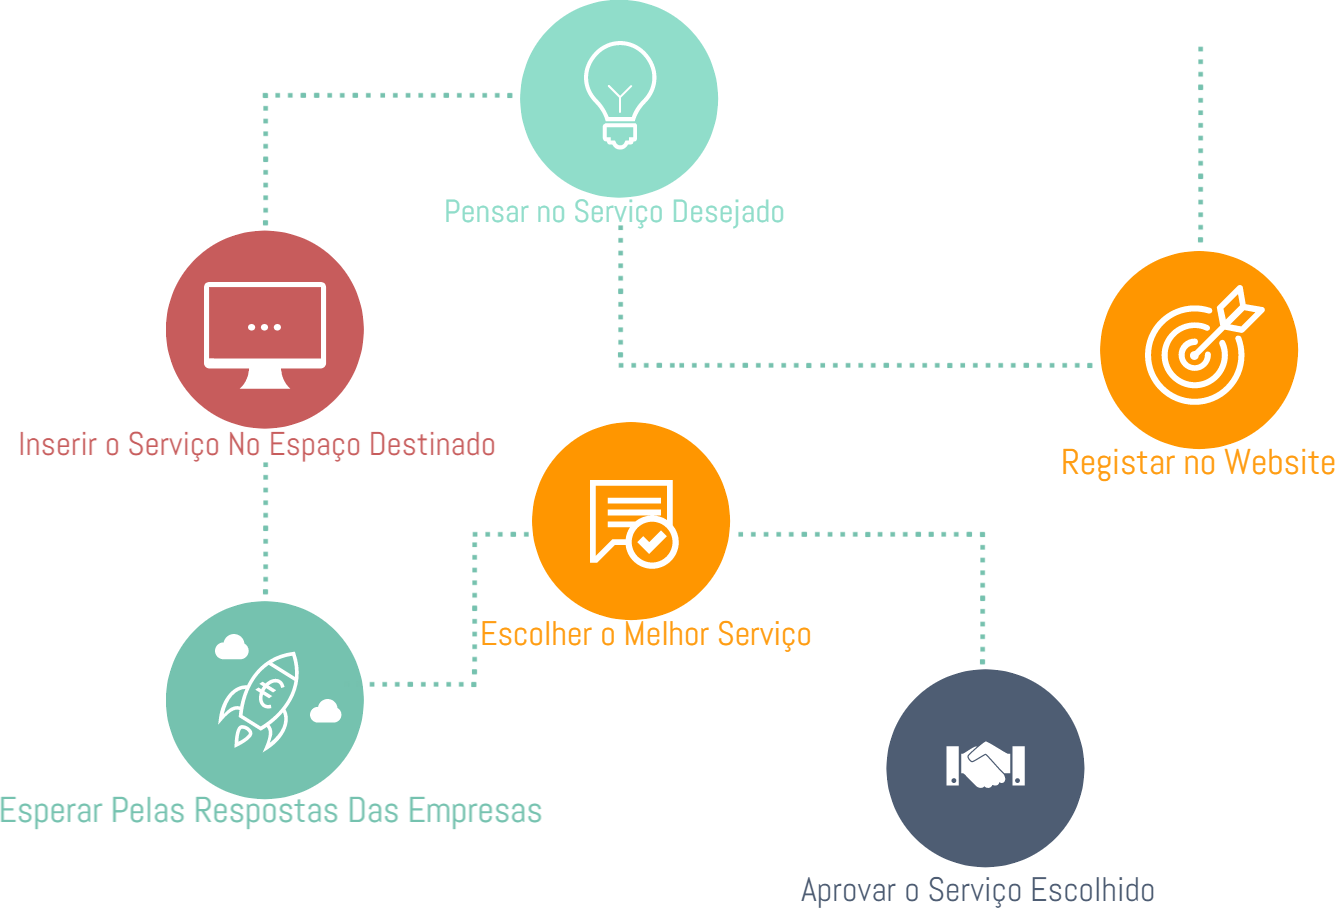 Pensar no Serviço Desejado
Inserir o Serviço No Espaço Destinado
Registar no Website
Escolher o Melhor Serviço
Esperar Pelas Respostas Das Empresas
Aprovar o Serviço Escolhido